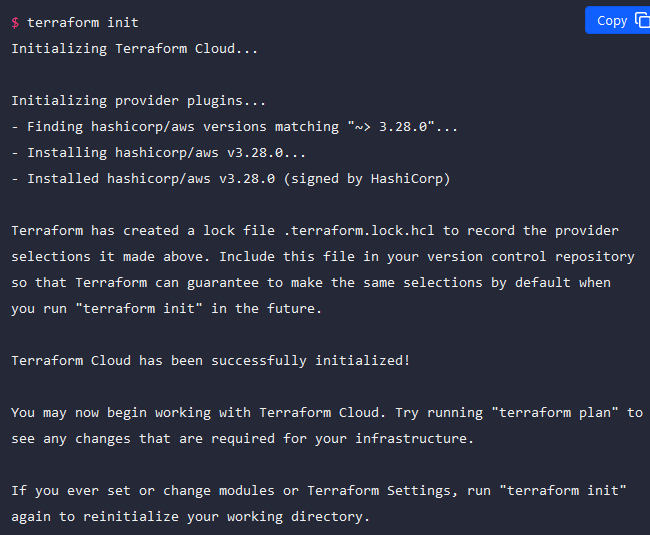 $ terraform init
Copy
Initializing Terraform Cloud...
Initializing provider plugins...
- Finding hashicorp/aws versions matching "~> 3.28.0"...
- Installing hashicorp/aws v3.28.0...
- Installed hashicorp/aws v3.28.0 (signed by HashiCorp)
Terraform has created a lock file .terraform.lock.hcl to record the provider
selections it made above. Include this file in your version control repository
so that Terraform can guarantee to make the same selections by default when
you run "terraform init" in the future.
Terraform Cloud has been successfully initialized!
You may now begin working with Terraform Cloud. Try running "terraform plan" to
see any changes that are required for your infrastructure.
If you ever set or change modules or Terraform Settings, run "terraform init"
again to reinitialize your working directory.